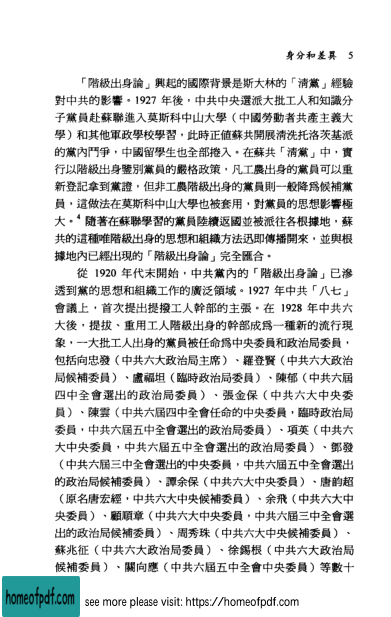 身分和差異　5
「階級出身論」興起的國際背景是斯大林的「清黨」經驗
對中共的影響。1927 年後，中共中央選派大批工人和知識分
子黨員赴蘇聯進入莫斯科中山大學（中國勞動者共產主義大
學）和其他軍政學校學習，此時正值蘇共開展清洗托洛茨基派
的黨內鬥爭，中國留學生也全部捲入。在蘇共「清黨」中，實
行以階級出身鑒別黨員的嚴格政策，凡工農出身的黨員可以重
新登記拿到黨證，但非工農階級出身的黨員則一般降爲候補黨
員，這做法在莫斯科中山大學也被套用，對黨員的思想影響極
大。4 隨著在蘇聯學習的黨員陸續返國並被派往各根據地，蘇
共的這種唯階級出身的思想和組織方法迅即傳播開來，並與根
據地內已經出現的「階級出身論」完全匯合。
從 1920 年代末開始，中共黨內的「階級出身論」已滲
透到黨的思想和組織工作的廣泛領域。1927 年中共「八七」
會議上，首次提出提撥工人幹部的主張。在 1928 年中共六
大後，提拔、重用工人階級出身的幹部成爲一種新的流行現
象，一大批工人出身的黨員被任命爲中央委員和政治局委員，
包括向忠發（中共六大政治局主席）、羅登賢（中共六大政治
局候補委員）、盧福坦（臨時政治局委員）、陳郁（中共六屆
四中全會選出的政治局委員）、張金保（中共六大中央委
員）、陳雲（中共六屆四中全會任命的中央委員，臨時政治局
委員，中共六屆五中全會選出的政治局委員）、項英（中共六
大中央委員，中共六屆五中全會選出的政治局委員）、鄧發
（中共六屆三中全會選出的中央委員，中共六屆五中全會選出
的政治局候補委員）、譚余保（中共六大中央委員）、唐鈞超
（原名唐宏經，中共六大中央候補委員）、余飛（中共六大中
央委員）、顧順章（中共六大中央委員，中共六屆三中全會選
出的政治局候補委員）、周秀珠（中共六大中央候補委員）、
蘇兆征（中共六大政治局委員）、徐錫根（中共六大政治局
候補委員）、關向應（中共六屆五中全會中央委員）等數十
homeofpdf.com
see more please visit: https://homeofpdf.com